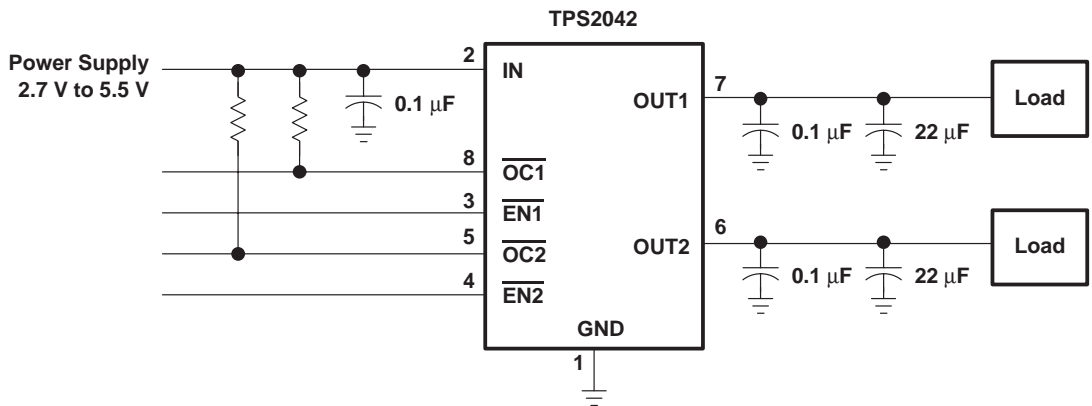 TPS2042
Power Supply
2.7 V to 5.5 V
2
IN
0.1 μF
OUT1
7
0.1 μF
22 μF
Load
8
OC1
3
EN1
5
OC2
4
EN2
OUT2
6
0.1 μF
22 μF
Load
GND
1